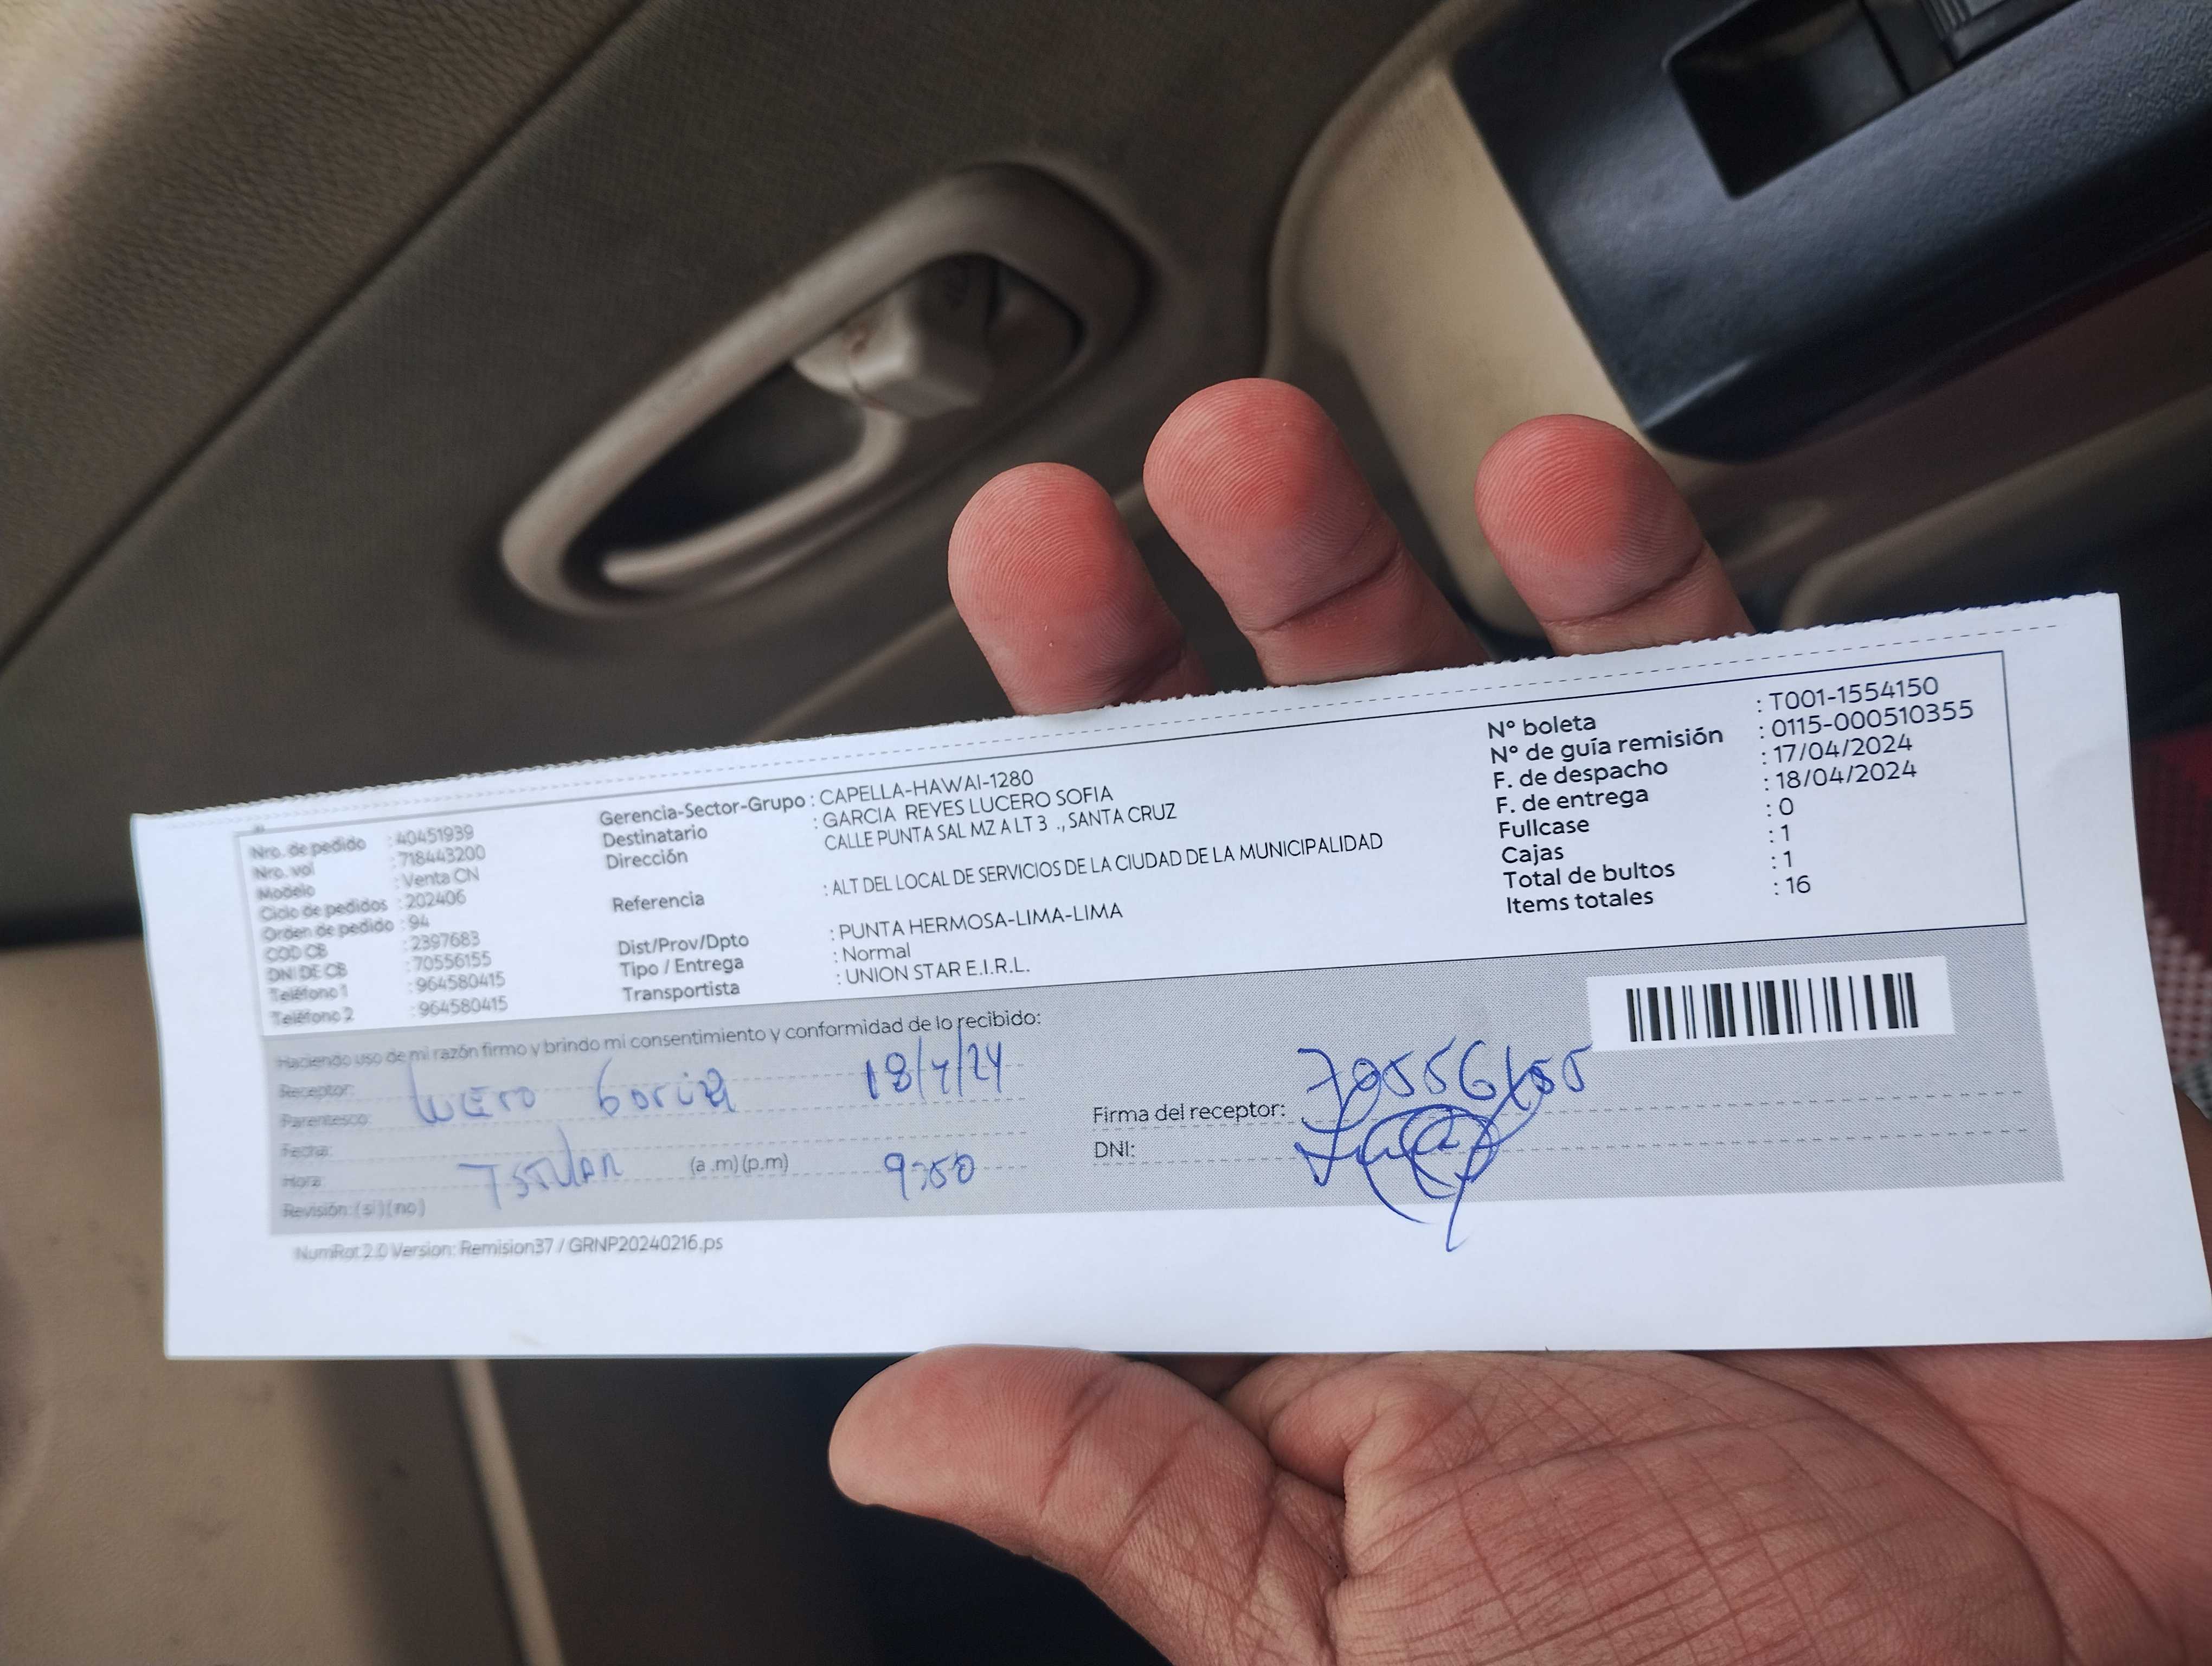 Nro. de pedido : 40451939
Nro. vol : 718443200
Modelo : Venta CN
Ciclo de pedidos : 202406
Orden de pedido : 94
COD CB : 2397683
DNI DE CB : 70556155
Teléfono 1 : 964580415
Teléfono 2 : 964580415
Gerencia-Sector-Grupo : CAPELLA-HAWAI-1280
Destinatario : GARCIA REYES LUCERO SOFIA
Dirección CALLE PUNTA SAL MZ A LT 3 ., SANTA CRUZ
Referencia : ALT DEL LOCAL DE SERVICIOS DE LA CIUDAD DE LA MUNICIPALIDAD
Dist/Prov/Dpto : PUNTA HERMOSA-LIMA-LIMA
Tipo / Entrega : Normal
Transportista : UNION STAR E.I.R.L.
N° boleta : T001-1554150
N° de guía remisión : 0115-000510355
F. de despacho : 17/04/2024
F. de entrega : 18/04/2024
Fullcase : 0
Cajas : 1
Total de bultos : 1
Items totales : 16
Haciendo uso de mi razón firmo y brindo mi consentimiento y conformidad de lo recibido:
Receptor:
Parentesco: 18/4/24
Fecha:
Hora: (a .m)(p.m) 9:50
Revisión: (si)(no)
Firma del receptor: 70556155
DNI:
NumRot 2.0 Version: Remision37 / GRNP20240216.ps